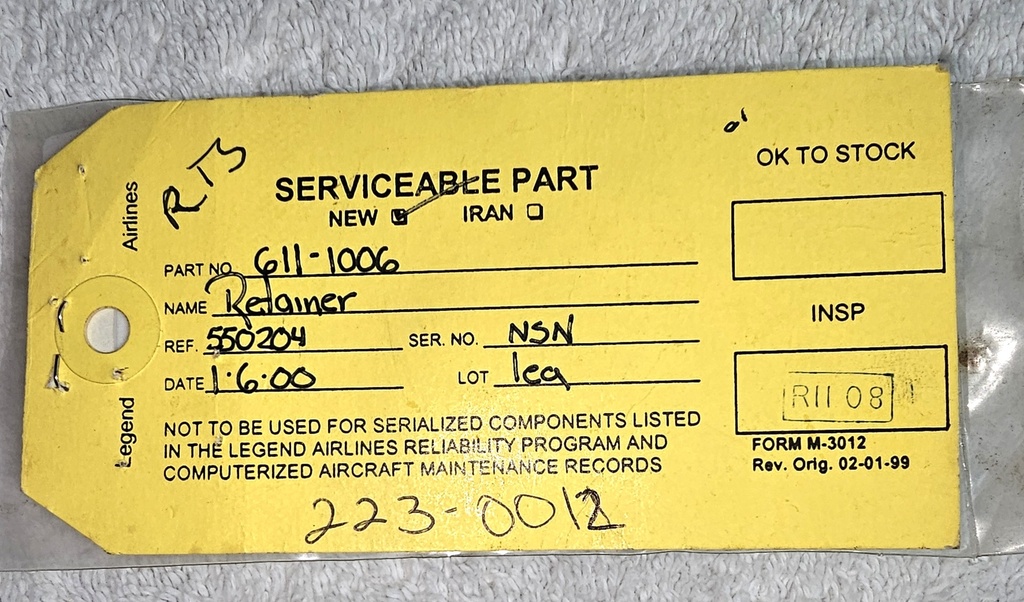 RTS
OK TO STOCK
SERVICEABLE PART
NEW IRAN
PART NO. 611-1006
NAME Retainer
REF. 550204 SER. NO. NSN
DATE 1·6·00 LOT 1ea
INSP
RII 08
NOT TO BE USED FOR SERIALIZED COMPONENTS LISTED
IN THE LEGEND AIRLINES RELIABILITY PROGRAM AND
COMPUTERIZED AIRCRAFT MAINTENANCE RECORDS
FORM M-3012
Rev. Orig. 02-01-99
223-0012
Legend Airlines